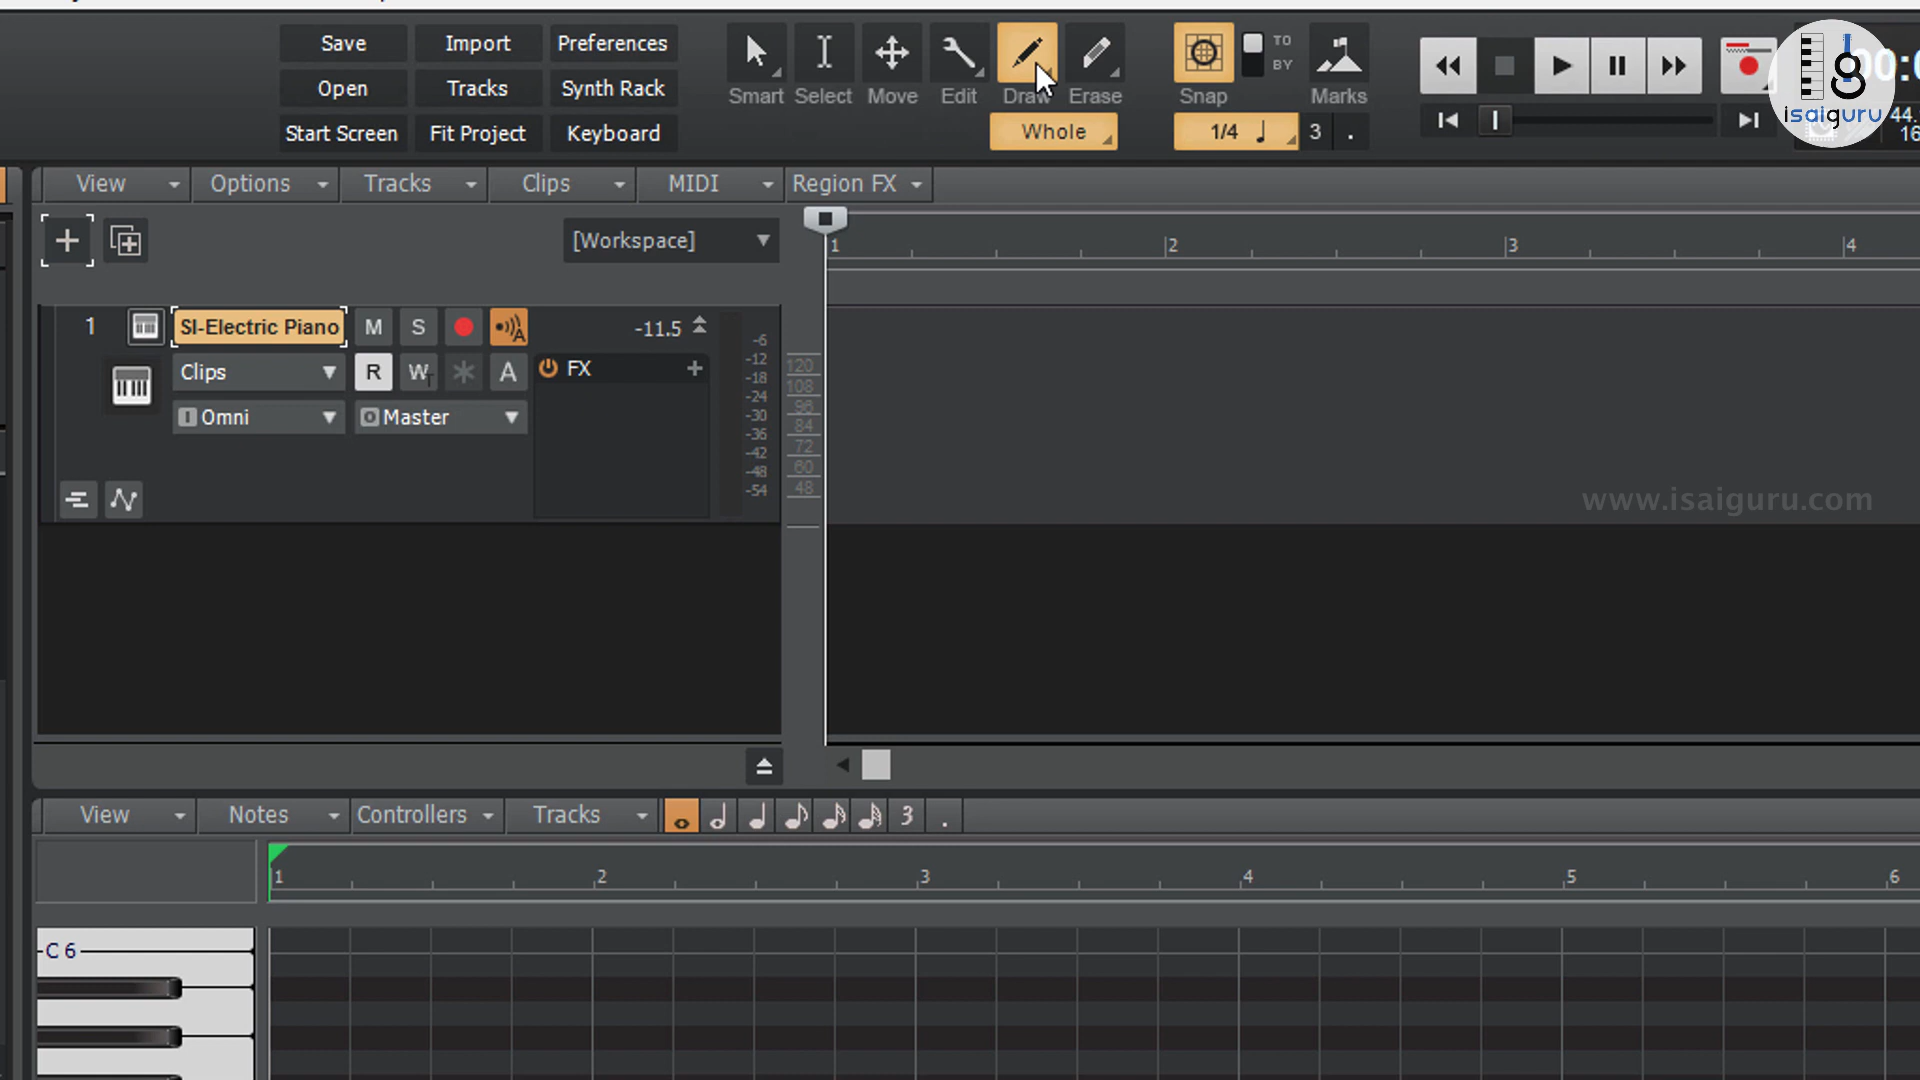 Save Import Preferences
Open Tracks Synth Rack
Start Screen Fit Project Keyboard
Smart Select Move Edit Draw Erase Snap TO BY Marks
Whole 1/4 3 .
isaiguru
44.
16
View Options Tracks Clips MIDI Region FX
[Workspace]
1 2 3 4
1 SI-Electric Piano M S A -11.5
Clips R W A FX +
Omni Master
-6
-12
-18
-24
-30
-36
-42
-48
-54
120
108
96
84
72
60
48
www.isaiguru.com
View Notes Controllers Tracks 3 .
1 2 3 4 5 6
C 6